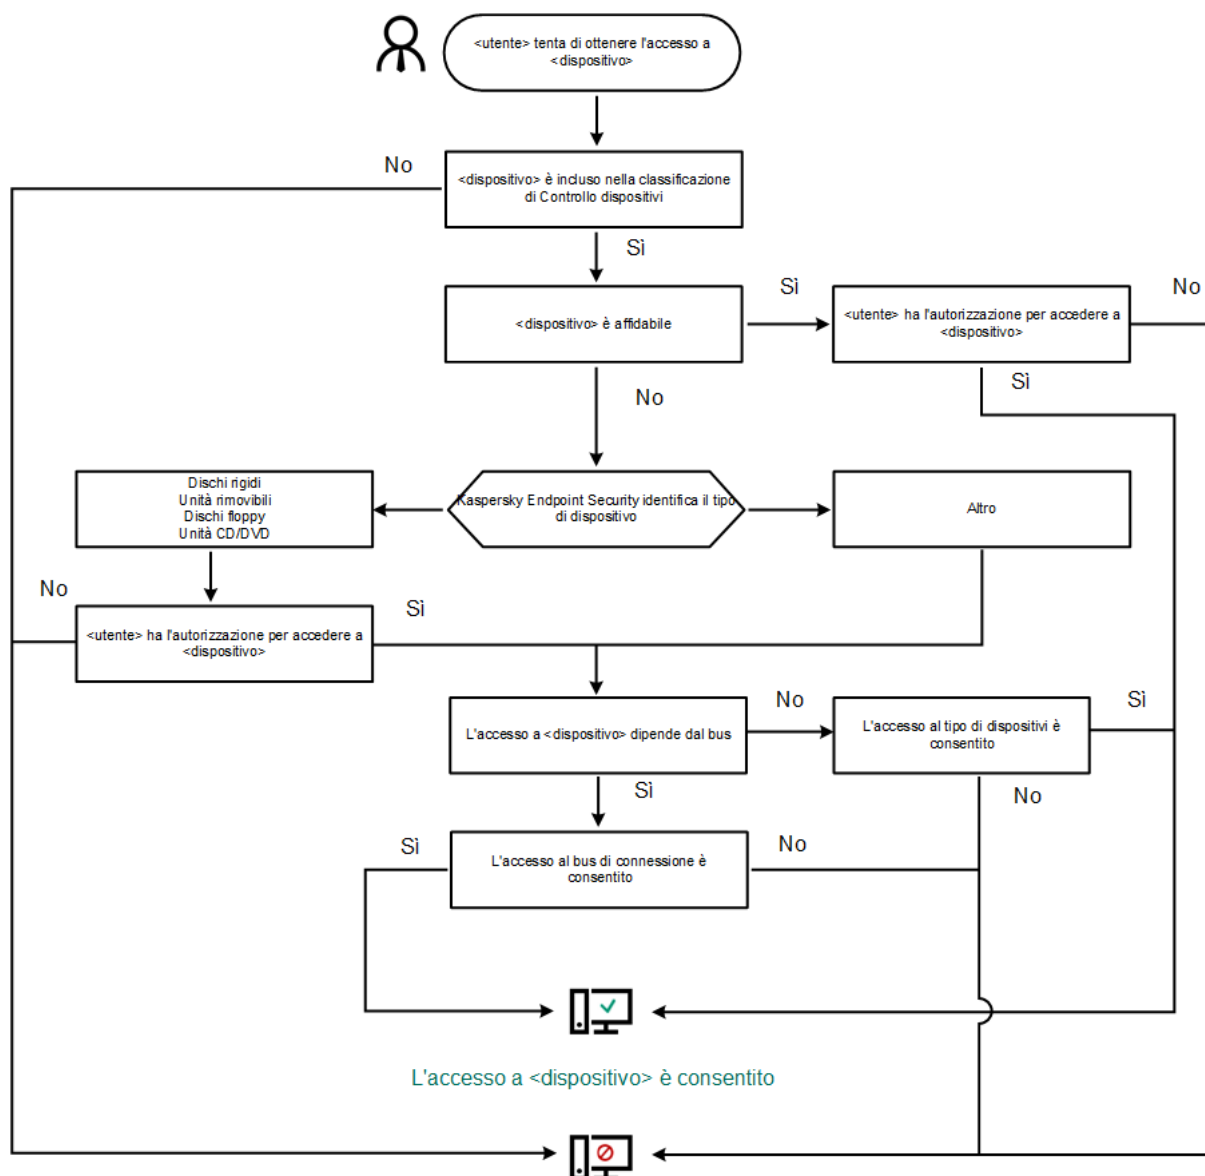 <utente> tenta di ottenere l'accesso a
<dispositivo>
No
<dispositivo> è incluso nella classificazione
di Controllo dispositivi
Sì
<dispositivo> è affidabile
Sì
<utente> ha l'autorizzazione per accedere a
<dispositivo>
No
No
Sì
Dischi rigidi
Unità rimovibili
Dischi floppy
Unità CD/DVD
Kaspersky Endpoint Security identifica il tipo
di dispositivo
Altro
No
<utente> ha l'autorizzazione per accedere a
<dispositivo>
Sì
L'accesso a <dispositivo> dipende dal bus
No
L'accesso al tipo di dispositivi è
consentito
Sì
Sì
No
Sì
L'accesso al bus di connessione è
consentito
No
L'accesso a <dispositivo> è consentito